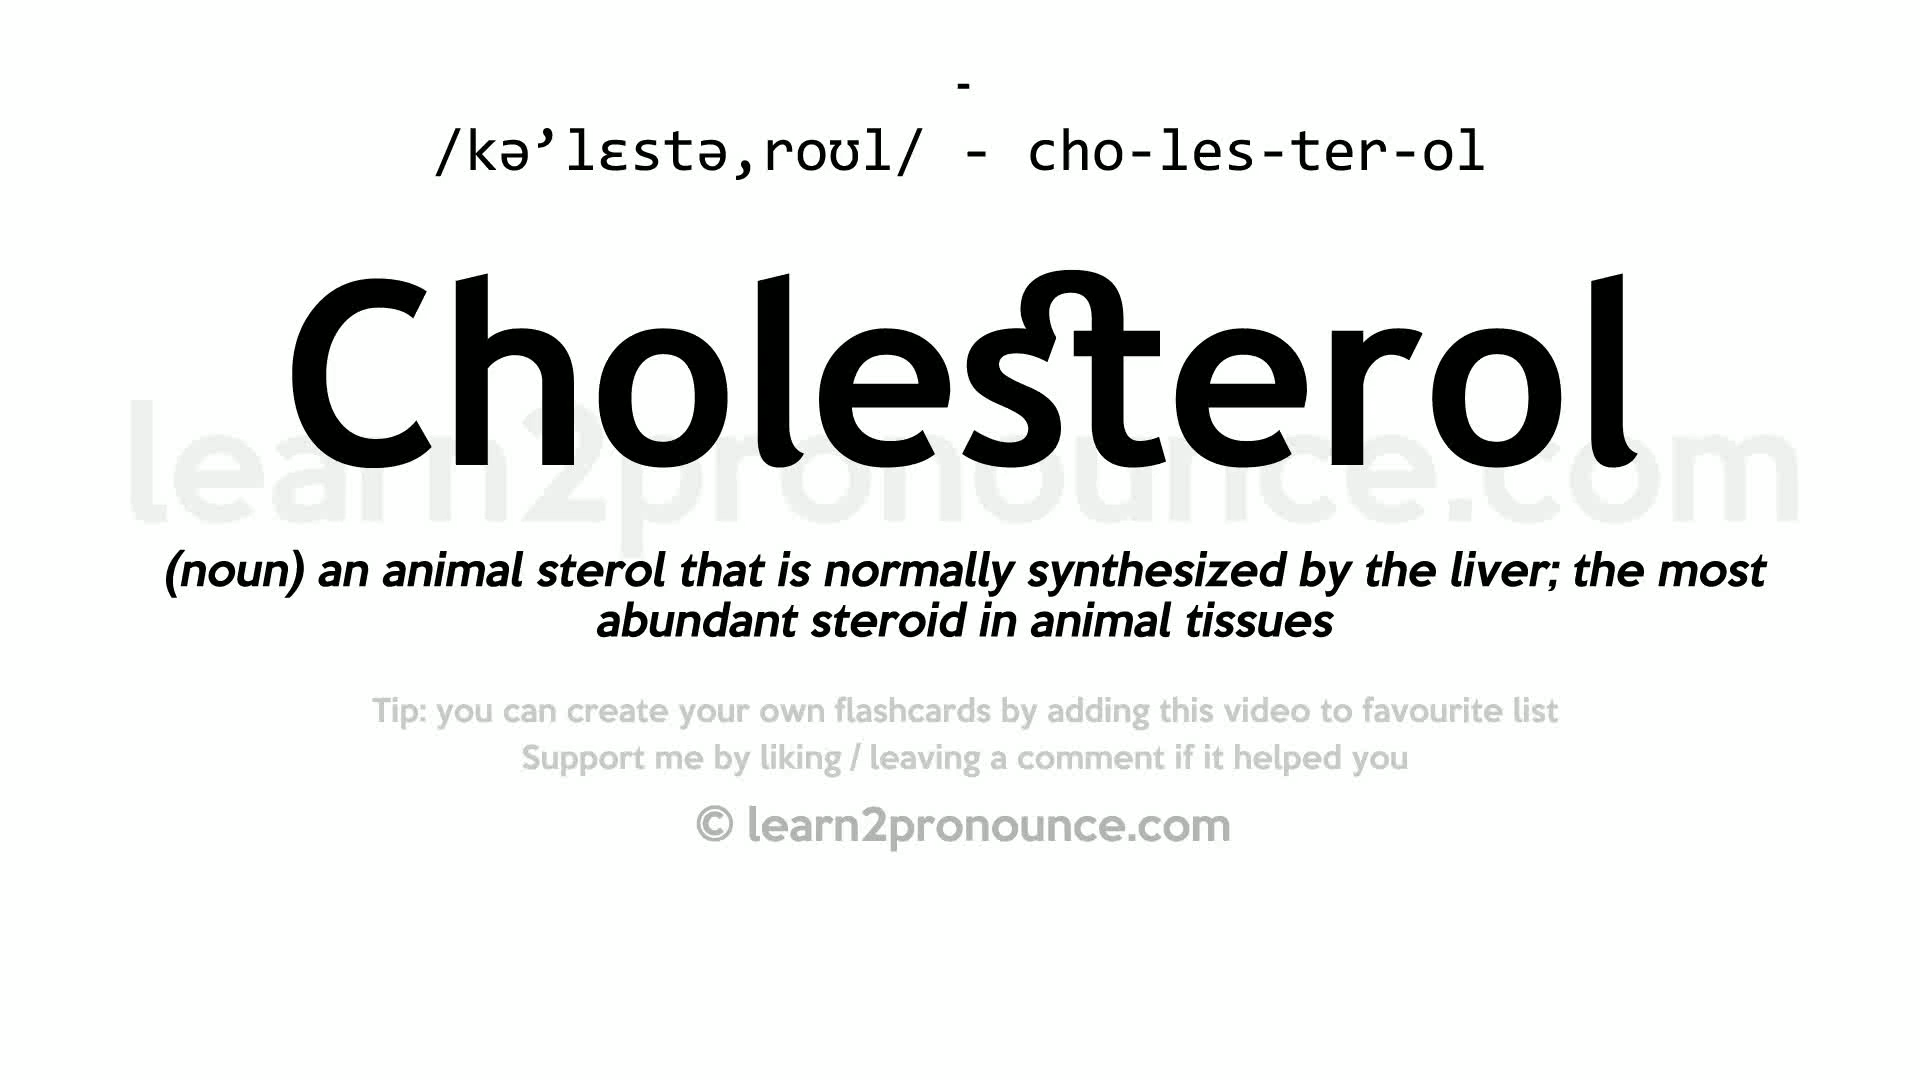 -
/kə’lɛstə,roʊl/ - cho-les-ter-ol
Cholesterol
learn2pronounce.com
(noun) an animal sterol that is normally synthesized by the liver; the most
abundant steroid in animal tissues
Tip: you can create your own flashcards by adding this video to favourite list
Support me by liking / leaving a comment if it helped you
© learn2pronounce.com